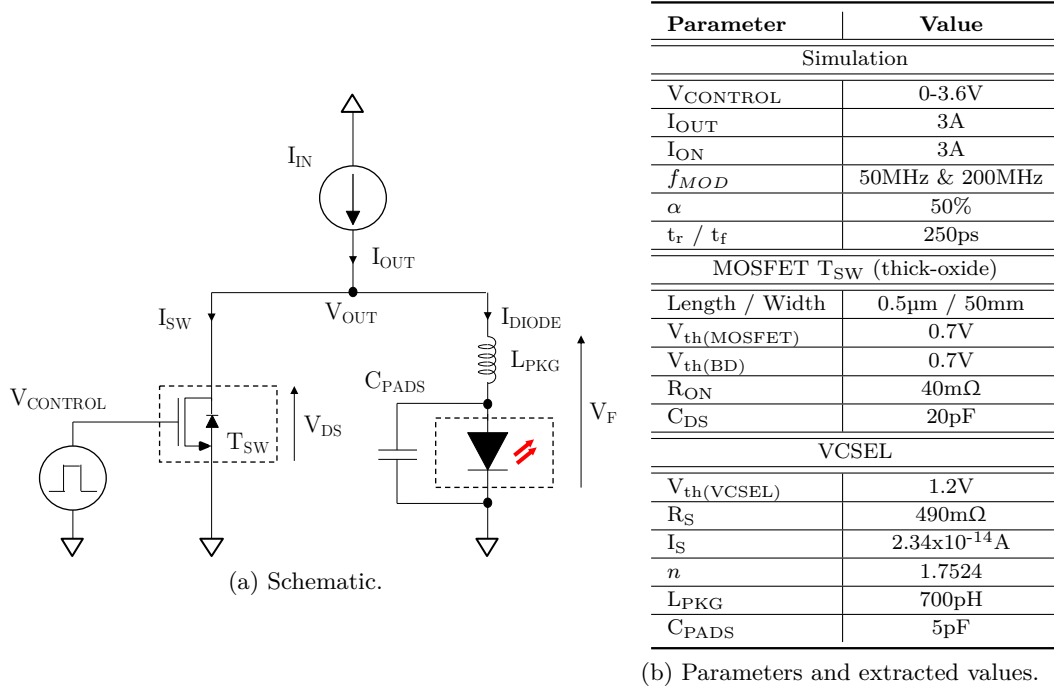 I_IN
I_OUT
V_OUT
I_SW
I_DIODE
L_PKG
C_PADS
V_CONTROL
T_SW
V_DS
V_F
(a) Schematic.
Parameter Value
Simulation
V_CONTROL 0-3.6V
I_OUT 3A
I_ON 3A
f_MOD 50MHz & 200MHz
α 50%
t_r / t_f 250ps
MOSFET T_SW (thick-oxide)
Length / Width 0.5µm / 50mm
V_th(MOSFET) 0.7V
V_th(BD) 0.7V
R_ON 40mΩ
C_DS 20pF
VCSEL
V_th(VCSEL) 1.2V
R_S 490mΩ
I_S 2.34x10^-14A
n 1.7524
L_PKG 700pH
C_PADS 5pF
(b) Parameters and extracted values.